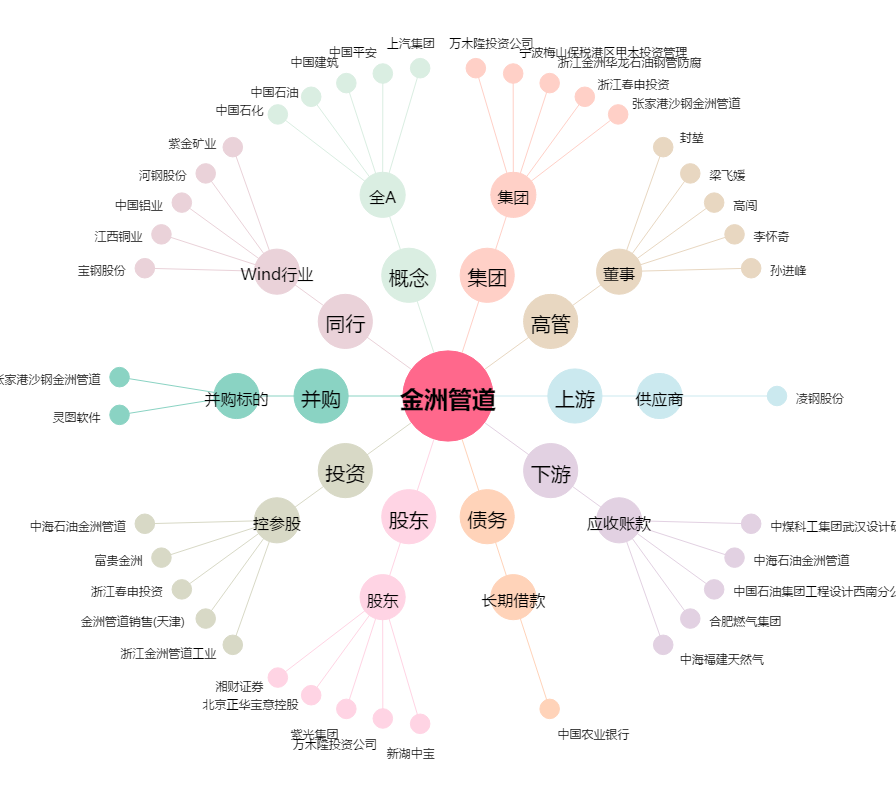 上汽集团
中国平安
中国建筑
中国石油
中国石化
全A
概念
万木隆投资公司
宁波梅山保税港区甲木投资管理
浙江金洲华龙石油钢管防腐
浙江春申投资
张家港沙钢金洲管道
集团
集团
紫金矿业
河钢股份
中国铝业
江西铜业
宝钢股份
Wind行业
同行
封堃
梁飞媛
高闯
李怀奇
孙进峰
董事
高管
张家港沙钢金洲管道
灵图软件
并购标的
并购
金洲管道
上游
供应商
凌钢股份
投资
控参股
中海石油金洲管道
富贵金洲
浙江春申投资
金洲管道销售(天津)
浙江金洲管道工业
下游
应收账款
中煤科工集团武汉设计研
中海石油金洲管道
中国石油集团工程设计西南分公
合肥燃气集团
中海福建天然气
股东
股东
湘财证券
北京正华宝意控股
紫光集团
万木隆投资公司
新湖中宝
债务
长期借款
中国农业银行